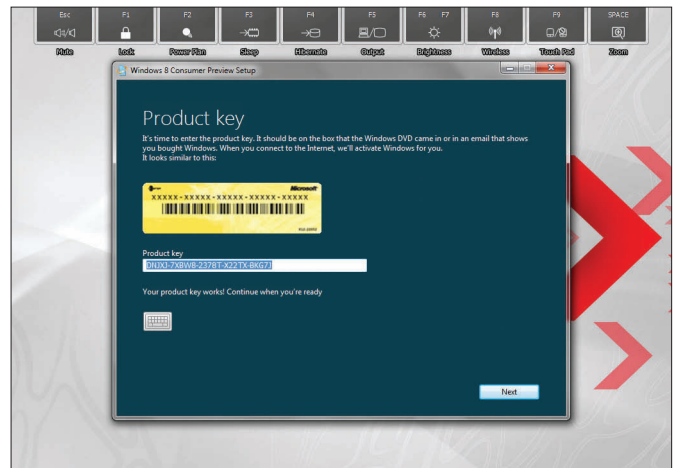 Esc F1 F2 F3 F4 F5 F6 F7 F8 F9 SPACE
Mute Lock Power Plan Sleep Hibernate Output Brightness Wireless Touch Pad Zoom
Windows 8 Consumer Preview Setup
Product key
It's time to enter the product key. It should be on the box that the Windows DVD came in or in an email that shows
you bought Windows. When you connect to the Internet, we'll activate Windows for you.
It looks similar to this:
Microsoft
XXXXX-XXXXX-XXXXX-XXXXX-XXXXX
Product key
DNJXJ-7XBW8-2378T-X22TX-BKG7J
Your product key works! Continue when you're ready
Next